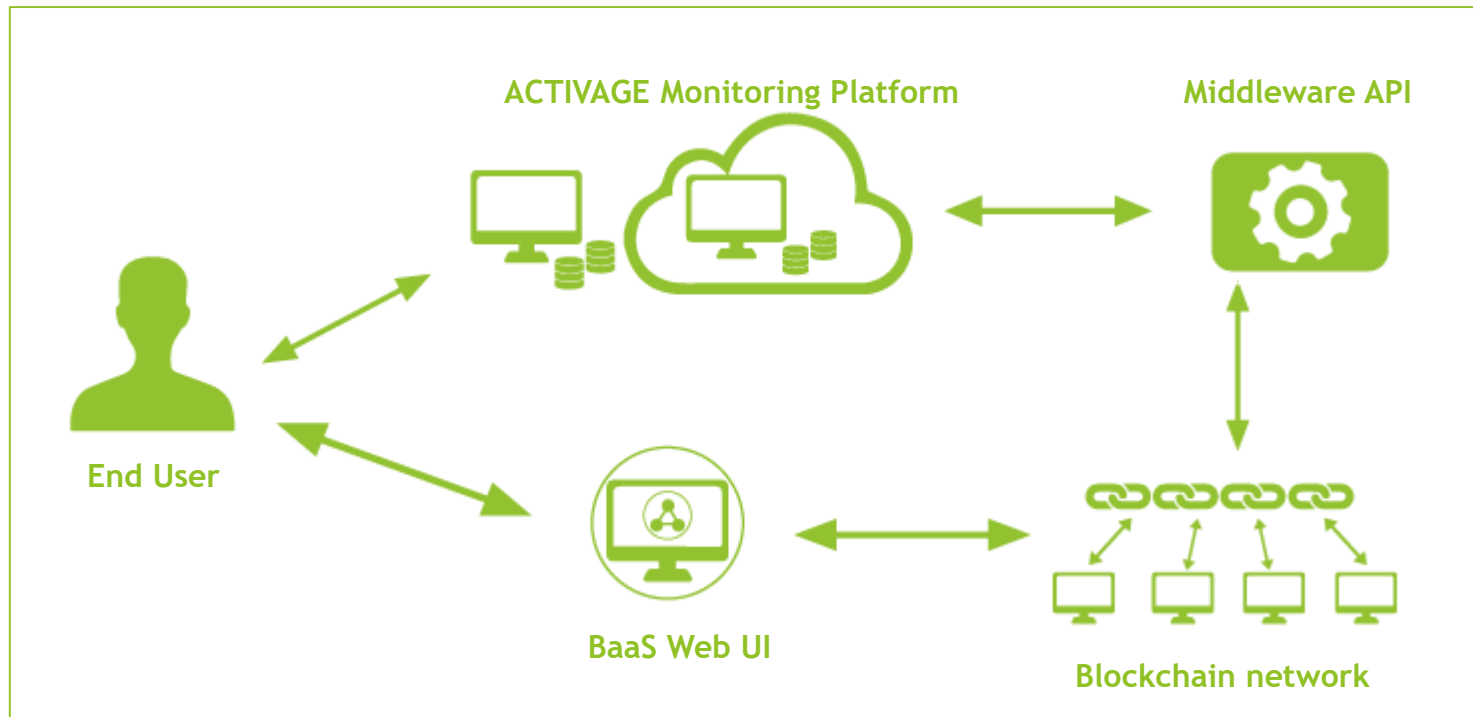 ACTIVAGE Monitoring Platform
Middleware API
End User
BaaS Web UI
Blockchain network